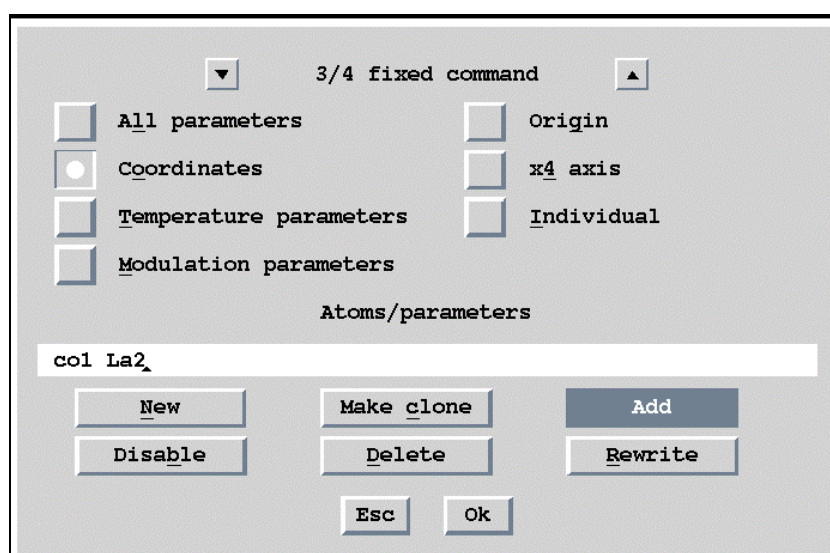 3/4 fixed command
All parameters
Origin
Coordinates
x4 axis
Temperature parameters
Individual
Modulation parameters
Atoms/parameters
co1 La2
New
Make clone
Add
Disable
Delete
Rewrite
Esc
Ok